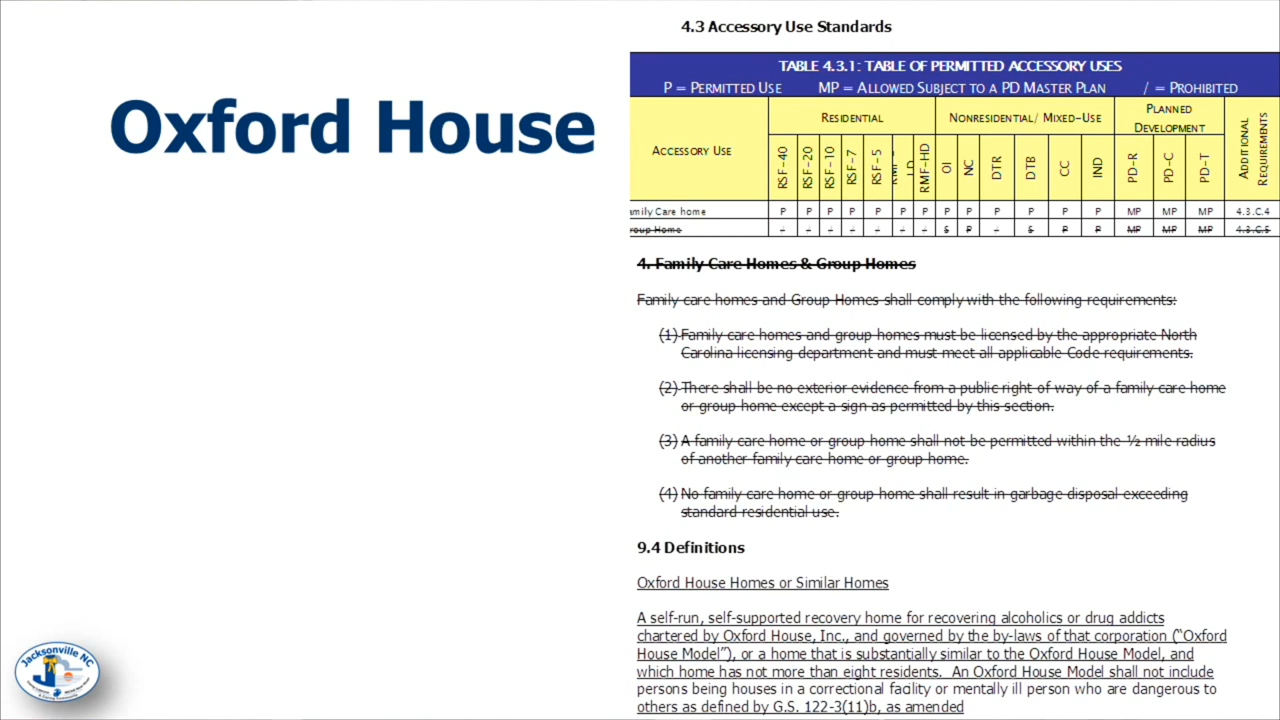 4.3 Accessory Use Standards
Oxford House
TABLE 4.3.1: TABLE OF PERMITTED ACCESSORY USES
P = PERMITTED USE MP = ALLOWED SUBJECT TO A PD MASTER PLAN / = PROHIBITED
ACCESSORY USE
RESIDENTIAL
NONRESIDENTIAL/ MIXED-USE
PLANNED
DEVELOPMENT
ADDITIONAL
REQUIREMENTS
RSF-40
RSF-20
RSF-10
RSF-7
RSF-5
LD
RMF-HD
OI
NC
DTR
DTB
CC
IND
PD-R
PD-C
PD-T
amily Care home P P P P P P P P P P P P P MP MP MP 4.3.C.4
roup Home / / / / / / / S P / S P P MP MP MP 4.3.C.5
4. Family Care Homes & Group Homes
Family care homes and Group Homes shall comply with the following requirements:
(1) Family care homes and group homes must be licensed by the appropriate North
Carolina licensing department and must meet all applicable Code requirements.
(2) There shall be no exterior evidence from a public right of way of a family care home
or group home except a sign as permitted by this section.
(3) A family care home or group home shall not be permitted within the ½ mile radius
of another family care home or group home.
(4) No family care home or group home shall result in garbage disposal exceeding
standard residential use.
9.4 Definitions
Oxford House Homes or Similar Homes
A self-run, self-supported recovery home for recovering alcoholics or drug addicts
chartered by Oxford House, Inc., and governed by the by-laws of that corporation ("Oxford
House Model"), or a home that is substantially similar to the Oxford House Model, and
which home has not more than eight residents. An Oxford House Model shall not include
persons being houses in a correctional facility or mentally ill person who are dangerous to
others as defined by G.S. 122-3(11)b, as amended
Jacksonville NC